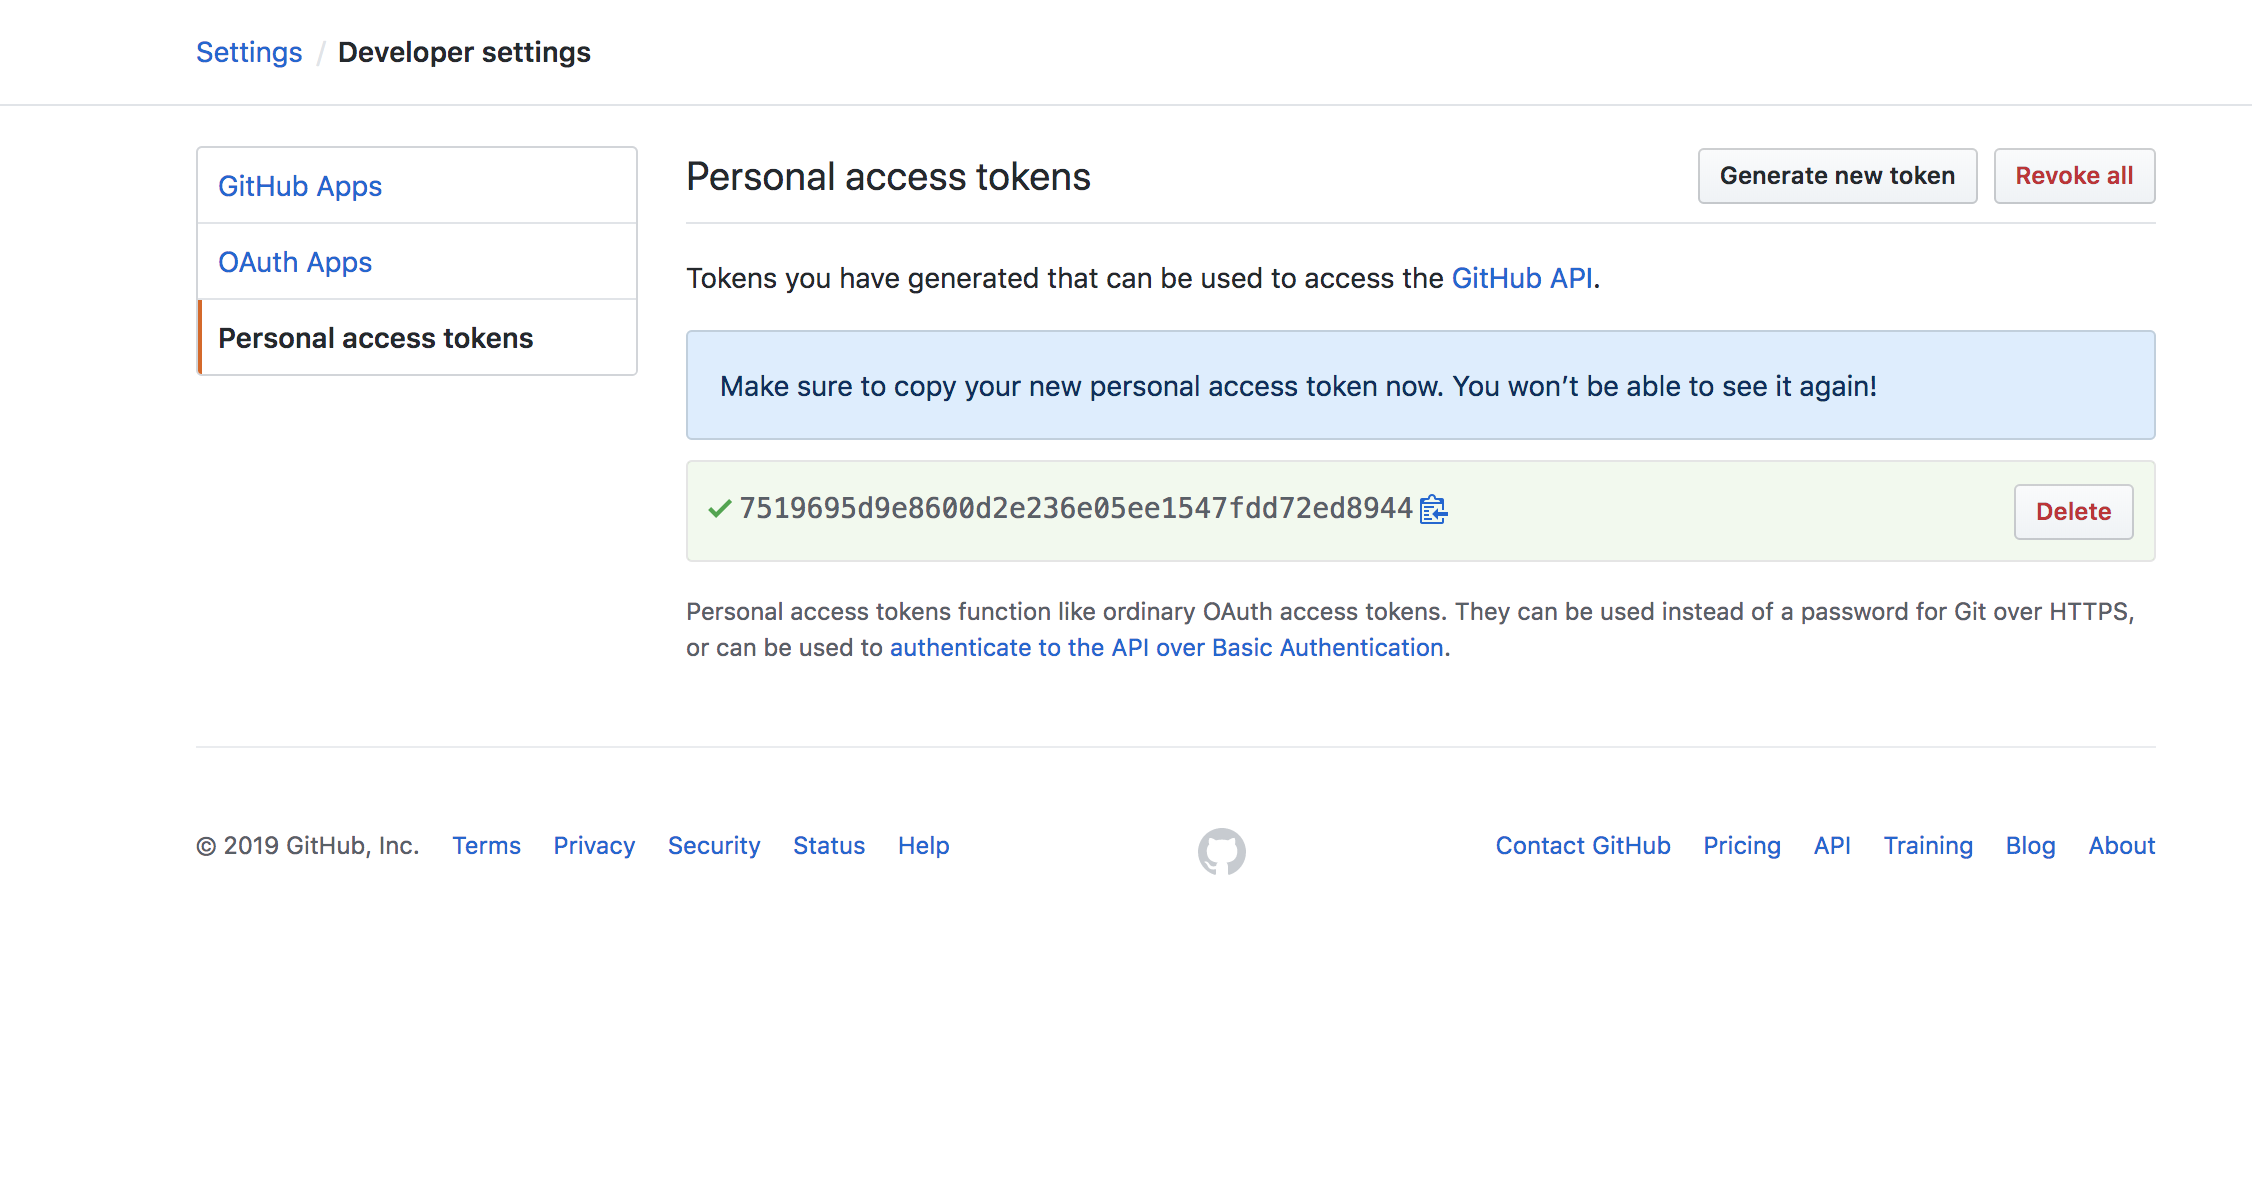 Settings / Developer settings
GitHub Apps
OAuth Apps
Personal access tokens
Personal access tokens
Generate new token
Revoke all
Tokens you have generated that can be used to access the GitHub API.
Make sure to copy your new personal access token now. You won’t be able to see it again!
7519695d9e8600d2e236e05ee1547fdd72ed8944
Delete
Personal access tokens function like ordinary OAuth access tokens. They can be used instead of a password for Git over HTTPS,
or can be used to authenticate to the API over Basic Authentication.
© 2019 GitHub, Inc. Terms Privacy Security Status Help
Contact GitHub Pricing API Training Blog About